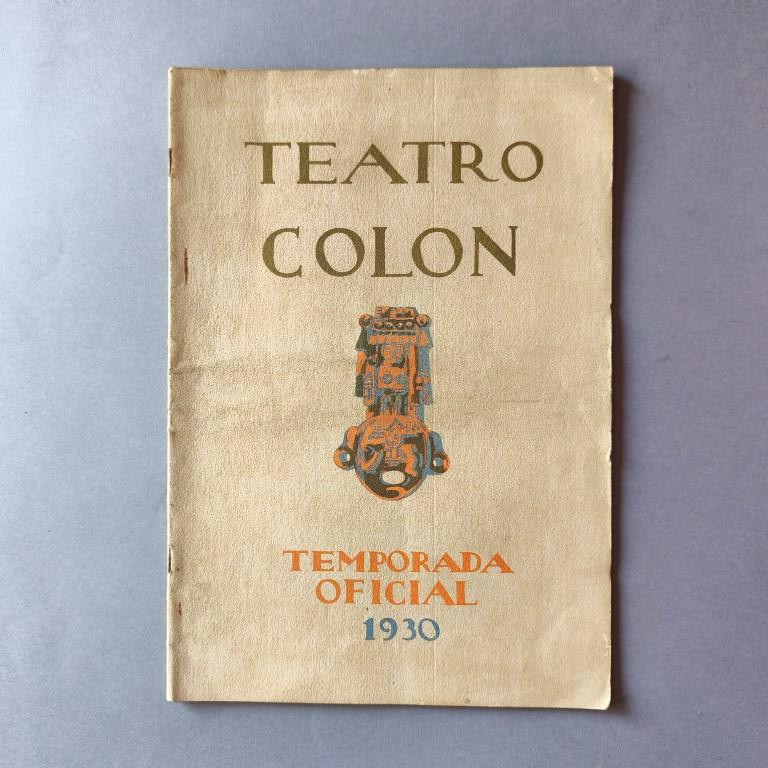 TEATRO
COLON
TEMPORADA
OFICIAL
1930